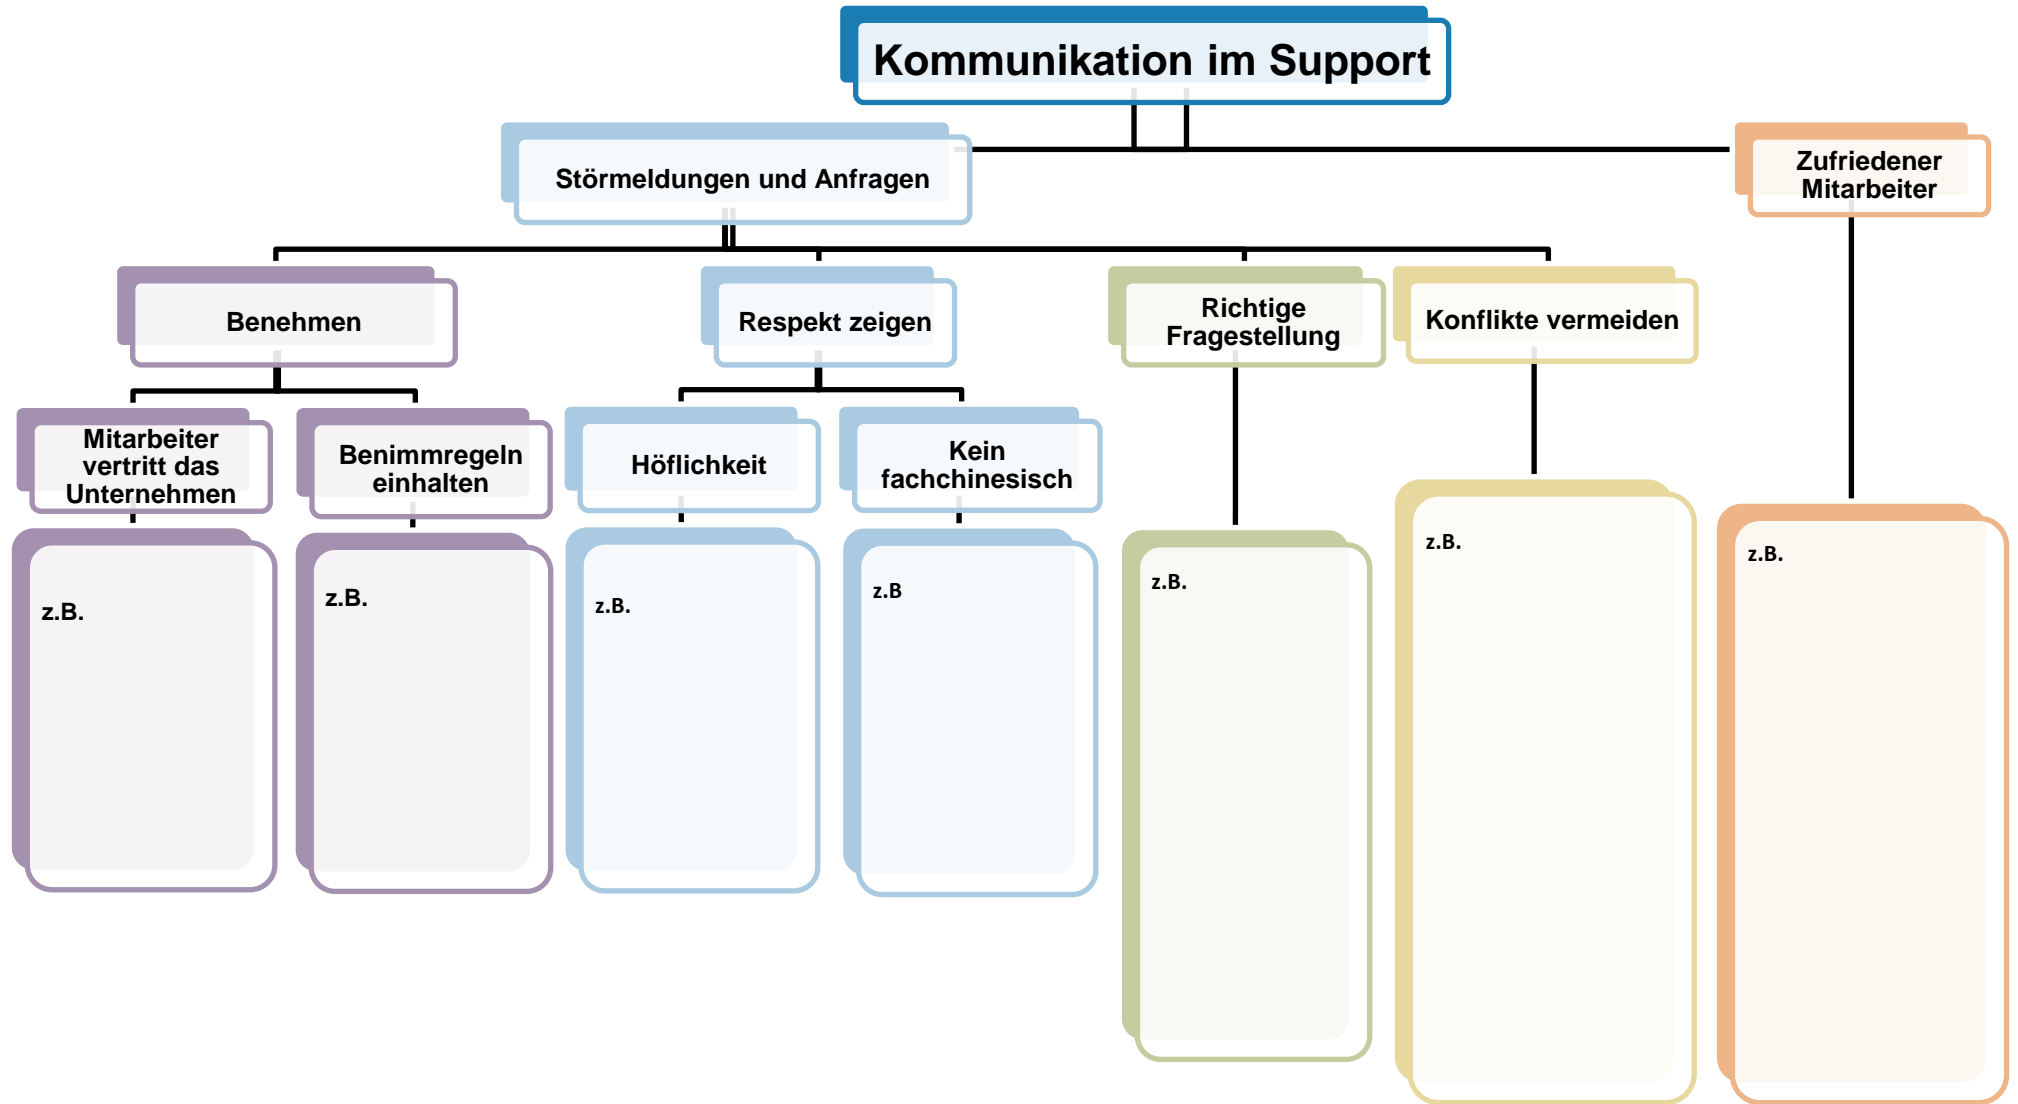 Kommunikation im Support
Störmeldungen und Anfragen
Zufriedener
Mitarbeiter
Benehmen
Respekt zeigen
Richtige
Fragestellung
Konflikte vermeiden
Mitarbeiter
vertritt das
Unternehmen
Benimmregeln
einhalten
Höflichkeit
Kein
fachchinesisch
z.B.
z.B.
z.B.
z.B
z.B.
z.B.
z.B.